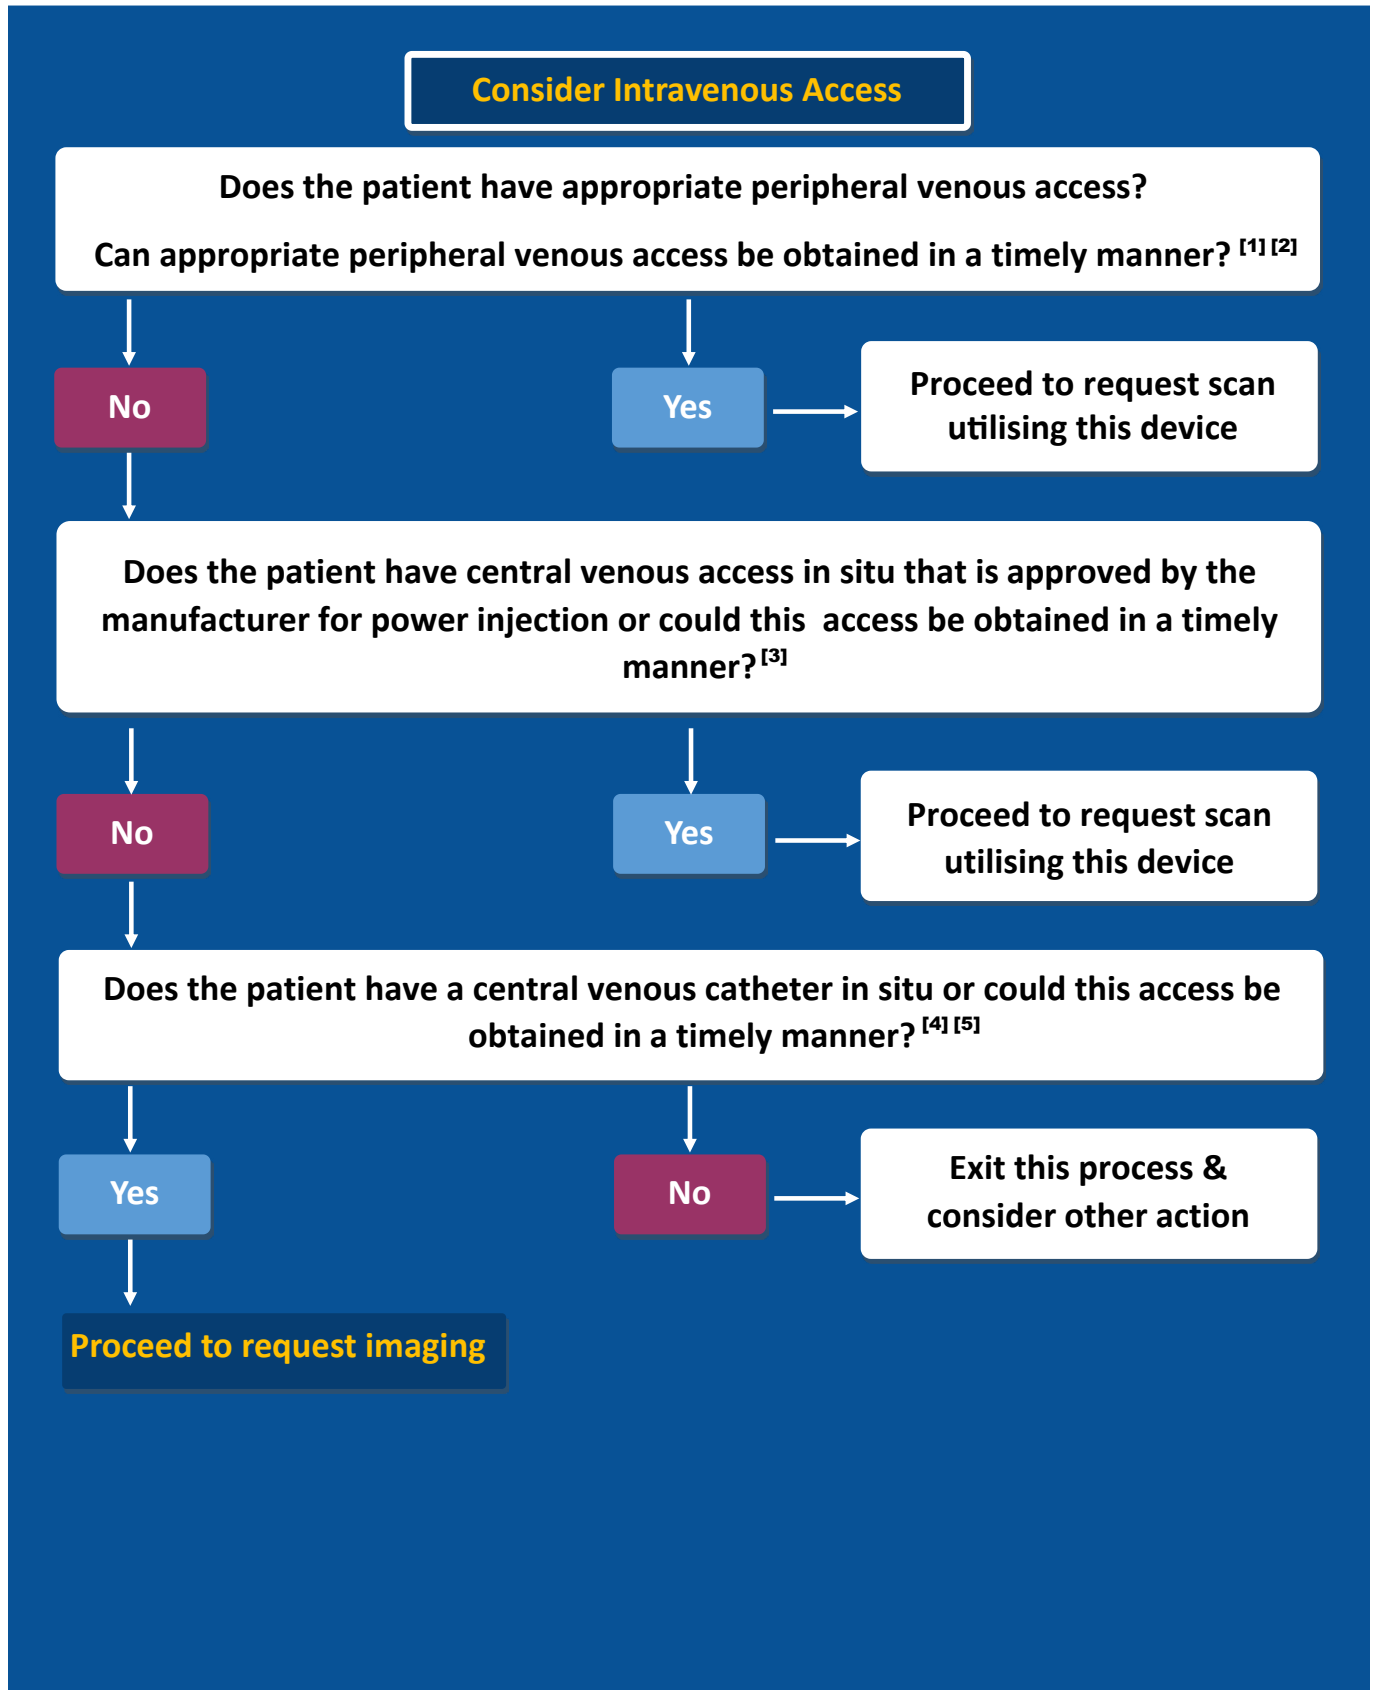 Consider Intravenous Access
Does the patient have appropriate peripheral venous access?
Can appropriate peripheral venous access be obtained in a timely manner? [1] [2]
No
Yes
Proceed to request scan
utilising this device
Does the patient have central venous access in situ that is approved by the
manufacturer for power injection or could this access be obtained in a timely
manner? [3]
No
Yes
Proceed to request scan
utilising this device
Does the patient have a central venous catheter in situ or could this access be
obtained in a timely manner? [4] [5]
Yes
No
Exit this process &
consider other action
Proceed to request imaging